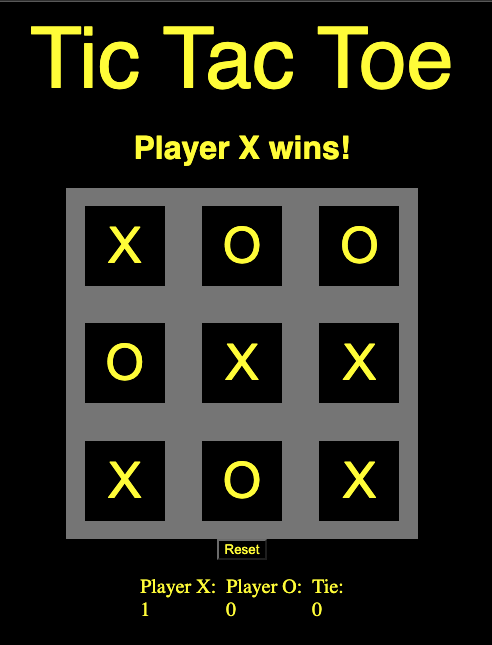 Tic Tac Toe
Player X wins!
X O O
O X X
X O X
Reset
Player X: Player O: Tie:
1 0 0